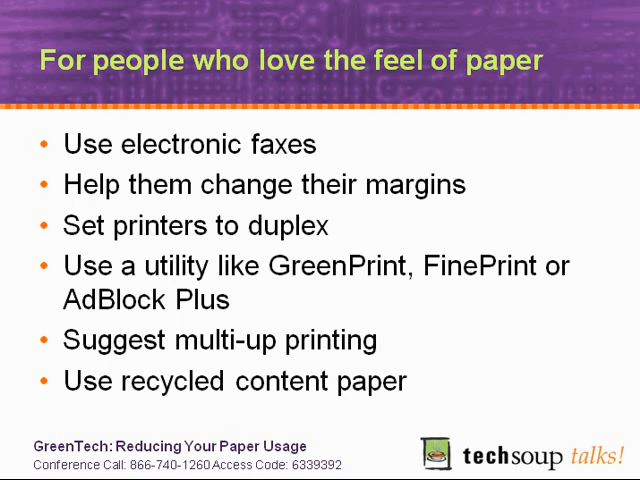 For people who love the feel of paper
• Use electronic faxes
• Help them change their margins
• Set printers to duplex
• Use a utility like GreenPrint, FinePrint or
AdBlock Plus
• Suggest multi-up printing
• Use recycled content paper
GreenTech: Reducing Your Paper Usage
Conference Call: 866-740-1260 Access Code: 6339392
techsoup talks!